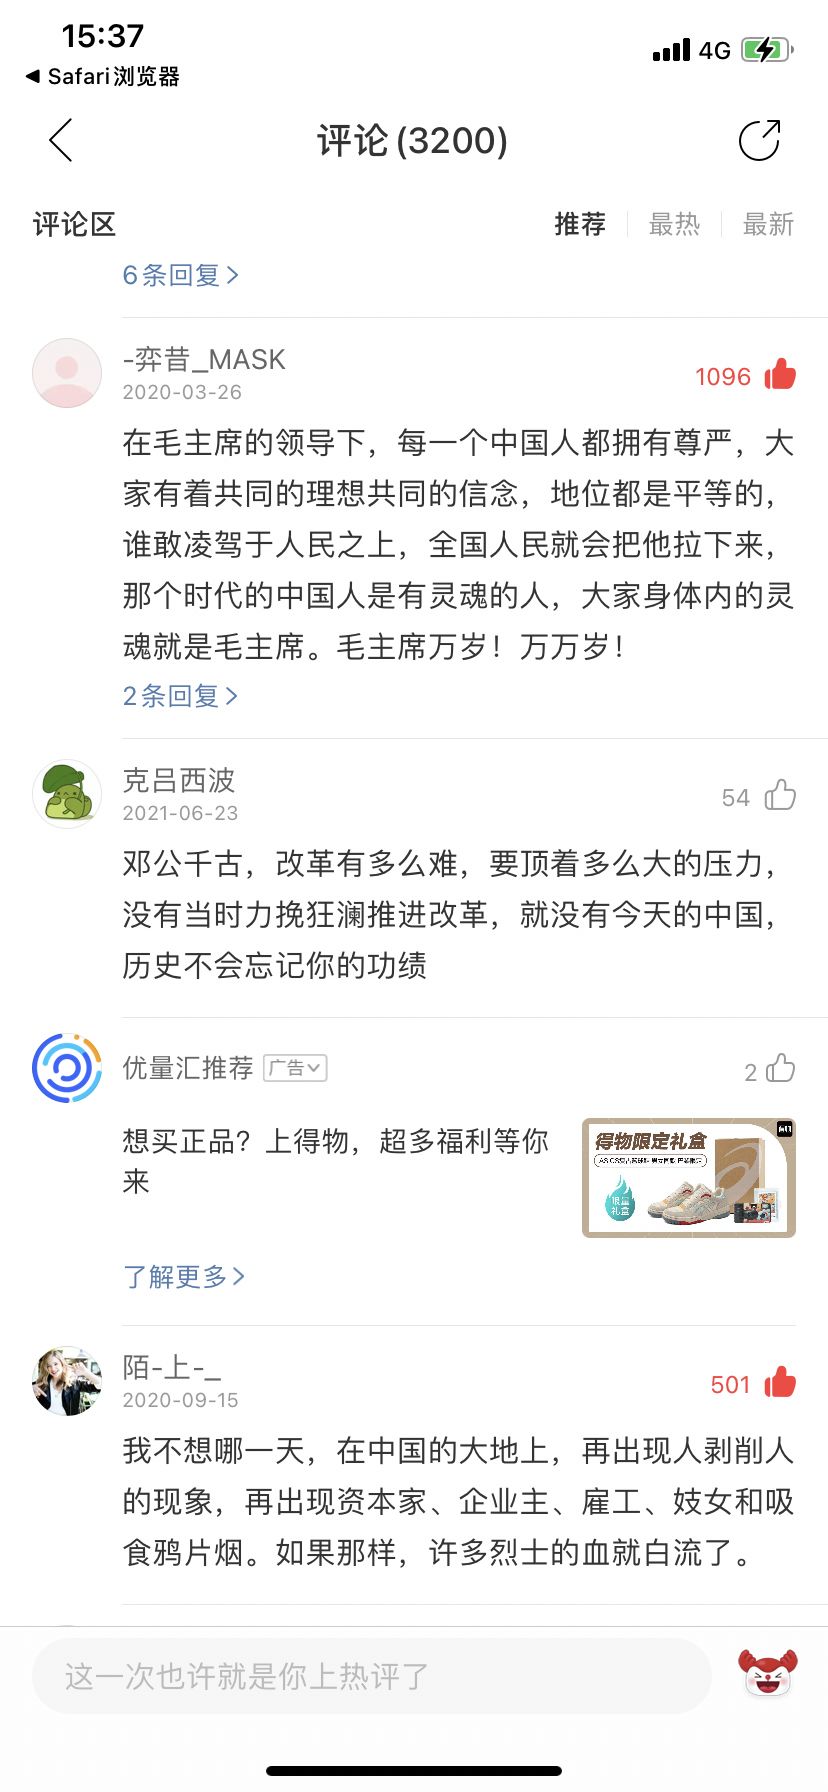 15:37
4G
Safari浏览器
评论(3200)
评论区
推荐
最热
最新
6条回复
-弈昔_MASK
2020-03-26
1096
在毛主席的领导下，每一个中国人都拥有尊严，大
家有着共同的理想共同的信念，地位都是平等的，
谁敢凌驾于人民之上，全国人民就会把他拉下来，
那个时代的中国人是有灵魂的人，大家身体内的灵
魂就是毛主席。毛主席万岁！万万岁！
2条回复
克吕西波
2021-06-23
54
邓公千古，改革有多么难，要顶着多么大的压力，
没有当时力挽狂澜推进改革，就没有今天的中国，
历史不会忘记你的功绩
优量汇推荐
广告
2
想买正品？上得物，超多福利等你
来
得物限定礼盒
限量
礼盒
了解更多
陌-上-_
2020-09-15
501
我不想哪一天，在中国的大地上，再出现人剥削人
的现象，再出现资本家、企业主、雇工、妓女和吸
食鸦片烟。如果那样，许多烈士的血就白流了。
这一次也许就是你上热评了